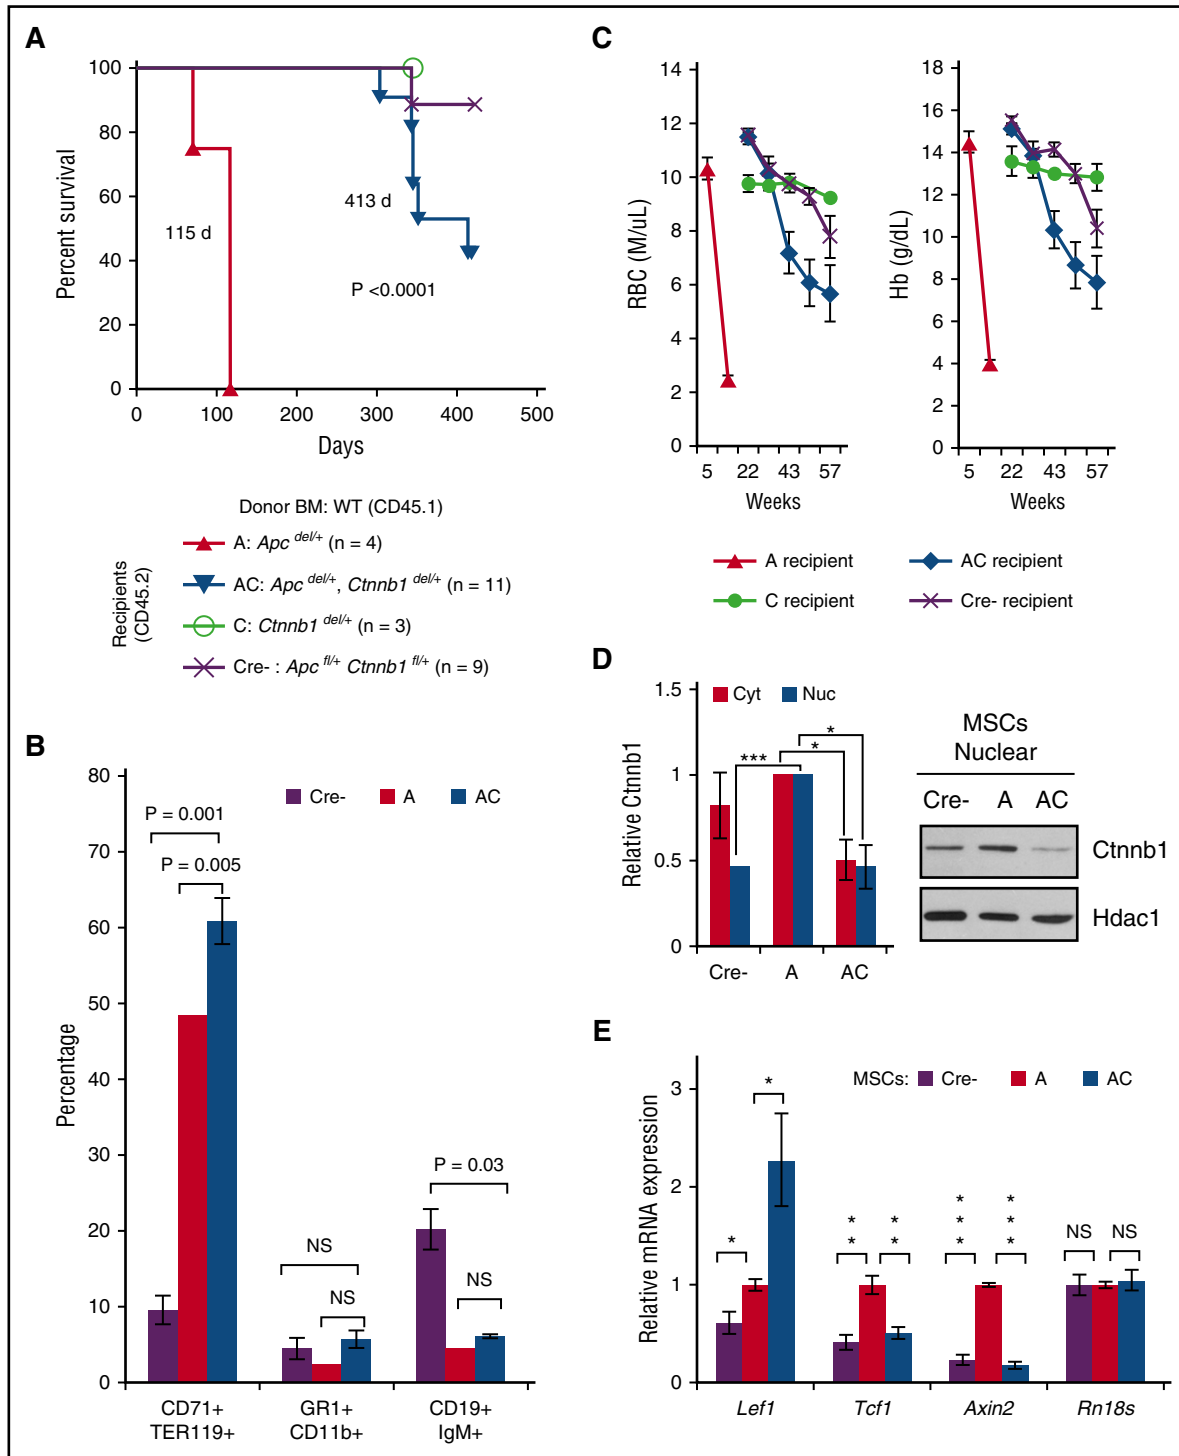 A
100
80
60
40
20
0
Percent survival
115 d
413 d
P <0.0001
0 100 200 300 400 500
Days
Donor BM: WT (CD45.1)
Recipients
(CD45.2)
A: Apc del/+ (n = 4)
AC: Apc del/+, Ctnnb1 del/+ (n = 11)
C: Ctnnb1 del/+ (n = 3)
Cre- : Apc fl/+ Ctnnb1 fl/+ (n = 9)
B
80
70
60
50
40
30
20
10
0
Percentage
Cre- A AC
P = 0.001
P = 0.005
NS
NS
P = 0.03
NS
CD71+ GR1+ CD19+
TER119+ CD11b+ IgM+
C
14
12
10
8
6
4
2
0
RBC (M/uL)
5 22 43 57
Weeks
18
16
14
12
10
8
6
4
2
0
Hb (g/dL)
5 22 43 57
Weeks
A recipient AC recipient
C recipient Cre- recipient
D
1.5
1
0.5
0
Relative Ctnnb1
Cyt Nuc
***
*
*
Cre- A AC
MSCs
Nuclear
Cre- A AC
Ctnnb1
Hdac1
E
3
2
1
0
Relative mRNA expression
MSCs: Cre- A AC
*
*
**
**
***
***
NS NS
Lef1 Tcf1 Axin2 Rn18s